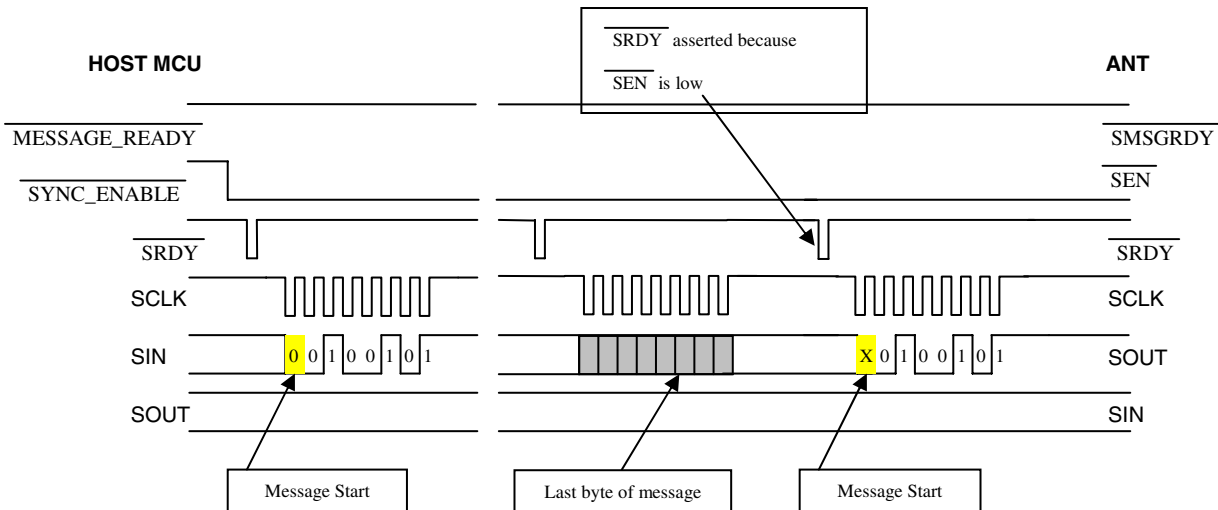 SRDY asserted because
SEN is low
HOST MCU
ANT
MESSAGE_READY
SMSGRDY
SYNC_ENABLE
SEN
SRDY
SRDY
SCLK
SCLK
SIN
0 0 1 0 0 1 0 1
X 0 1 0 0 1 0 1
SOUT
SOUT
SIN
Message Start
Last byte of message
Message Start